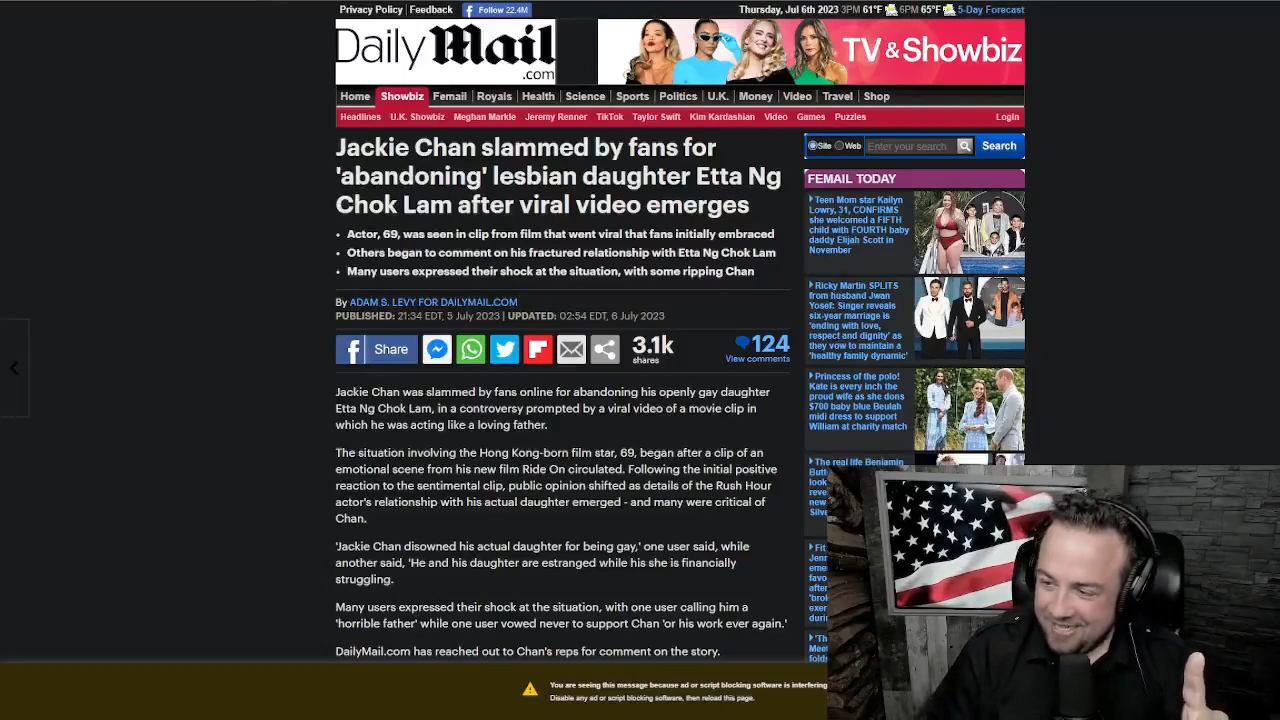 Privacy Policy | Feedback
Follow 22.4M
Thursday, Jul 6th 2023 3PM 61°F 6PM 65°F 5-Day Forecast
Daily Mail
.com
TV & Showbiz
Home Showbiz Femail Royals Health Science Sports Politics U.K. Money Video Travel Shop
Headlines U.K. Showbiz Meghan Markle Jeremy Renner TikTok Taylor Swift Kim Kardashian Video Games Puzzles Login
Jackie Chan slammed by fans for
'abandoning' lesbian daughter Etta Ng
Chok Lam after viral video emerges
• Actor, 69, was seen in clip from film that went viral that fans initially embraced
• Others began to comment on his fractured relationship with Etta Ng Chok Lam
• Many users expressed their shock at the situation, with some ripping Chan
By ADAM S. LEVY FOR DAILYMAIL.COM
PUBLISHED: 21:34 EDT, 5 July 2023 | UPDATED: 02:54 EDT, 6 July 2023
Share
3.1k
shares
124
View comments
Jackie Chan was slammed by fans online for abandoning his openly gay daughter
Etta Ng Chok Lam, in a controversy prompted by a viral video of a movie clip in
which he was acting like a loving father.
The situation involving the Hong Kong-born film star, 69, began after a clip of an
emotional scene from his new film Ride On circulated. Following the initial positive
reaction to the sentimental clip, public opinion shifted as details of the Rush Hour
actor's relationship with his actual daughter emerged - and many were critical of
Chan.
'Jackie Chan disowned his actual daughter for being gay,' one user said, while
another said, 'He and his daughter are estranged while his she is financially
struggling.
Many users expressed their shock at the situation, with one user calling him a
'horrible father' while one user vowed never to support Chan 'or his work ever again.'
DailyMail.com has reached out to Chan's reps for comment on the story.
Site Web Enter your search Search
FEMAIL TODAY
Teen Mom star Kailyn
Lowry, 31, CONFIRMS
she welcomed a FIFTH
child with FOURTH baby
daddy Elijah Scott in
November
Ricky Martin SPLITS
from husband Jwan
Yosef: Singer reveals
six-year marriage is
'ending with love,
respect and dignity' as
they vow to maintain a
'healthy family dynamic'
Princess of the polo!
Kate is every inch the
proud wife as she dons
$700 baby blue Beulah
midi dress to support
William at charity match
The real life Benjamin
You are seeing this message because ad or script blocking software is interfering
Disable any ad or script blocking software, then reload this page.